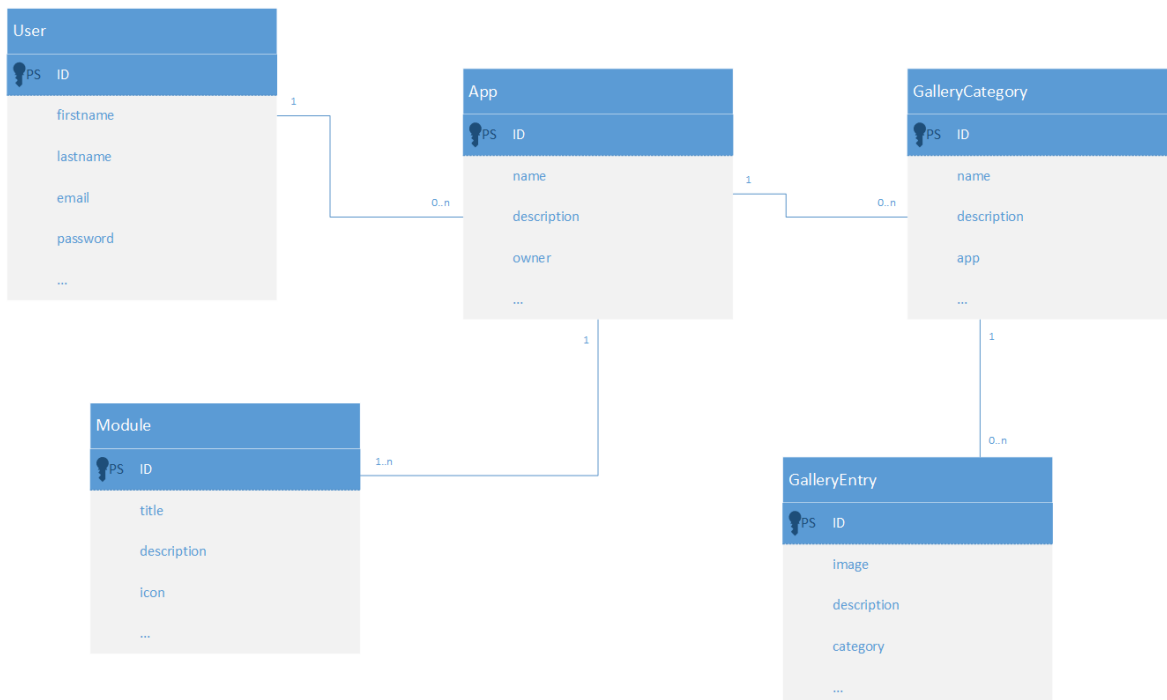 User
PS ID
firstname
lastname
email
password
...
1
0..n
App
PS ID
name
description
owner
...
1
0..n
GalleryCategory
PS ID
name
description
app
...
1
1..n
Module
PS ID
title
description
icon
...
1
0..n
GalleryEntry
PS ID
image
description
category
...